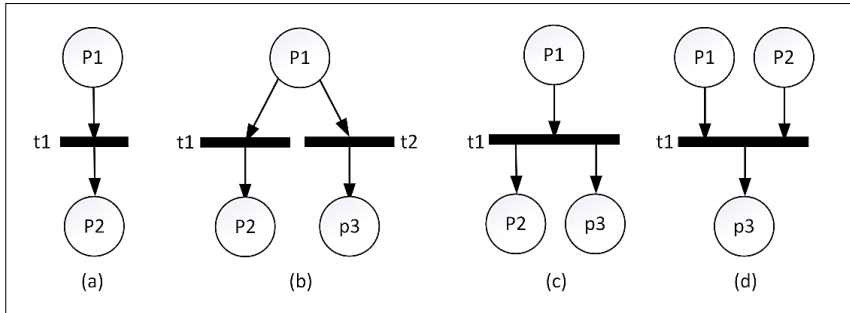 P1 P1 P1 P1 P2
t1 t1 t2 t1 t1
P2 P2 p3 P2 p3 p3
(a) (b) (c) (d)